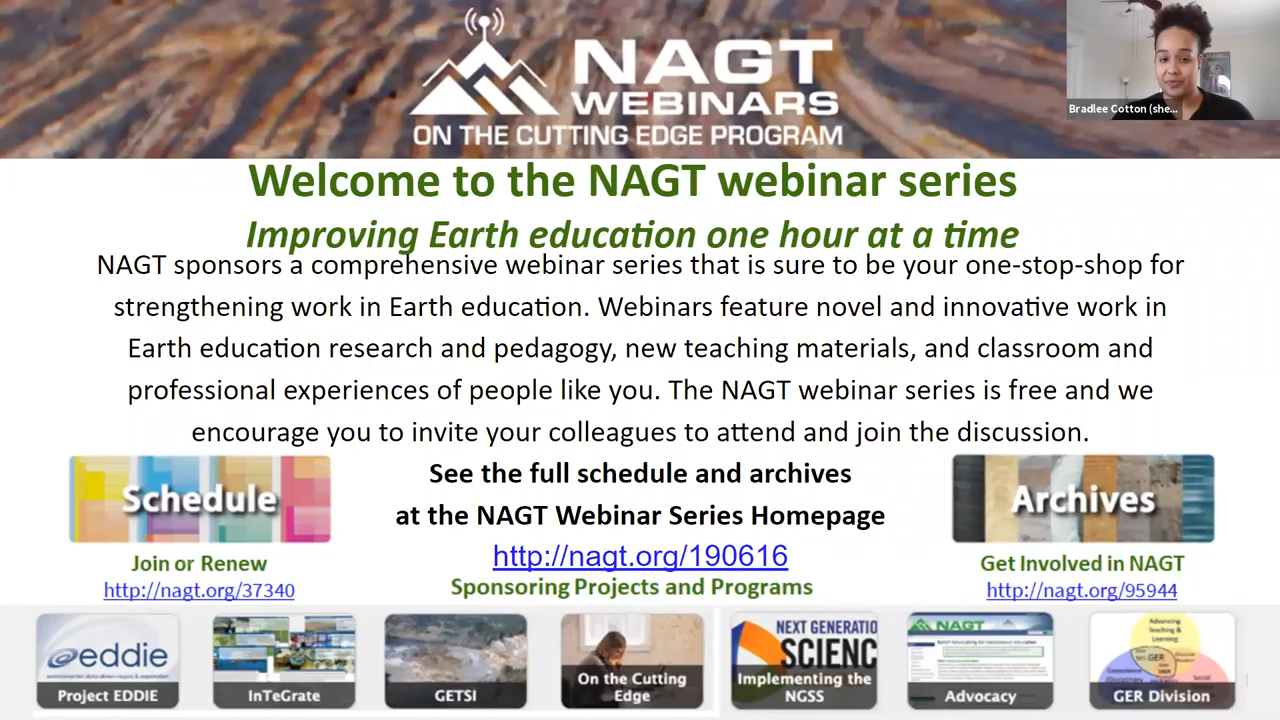 NAGT
WEBINARS
ON THE CUTTING EDGE PROGRAM
Bradlee Cotton (she...
Welcome to the NAGT webinar series
Improving Earth education one hour at a time
NAGT sponsors a comprehensive webinar series that is sure to be your one-stop-shop for
strengthening work in Earth education. Webinars feature novel and innovative work in
Earth education research and pedagogy, new teaching materials, and classroom and
professional experiences of people like you. The NAGT webinar series is free and we
encourage you to invite your colleagues to attend and join the discussion.
Schedule
See the full schedule and archives
at the NAGT Webinar Series Homepage
http://nagt.org/190616
Archives
Join or Renew
http://nagt.org/37340
Sponsoring Projects and Programs
Get Involved in NAGT
http://nagt.org/95944
eddie
Project EDDIE
InTeGrate
GETSI
On the Cutting
Edge
NEXT GENERATIO
SCIENC
Implementing the
NGSS
NAGT
Advocacy
Advancing
Teaching &
Learning
GER
Social
GER Division